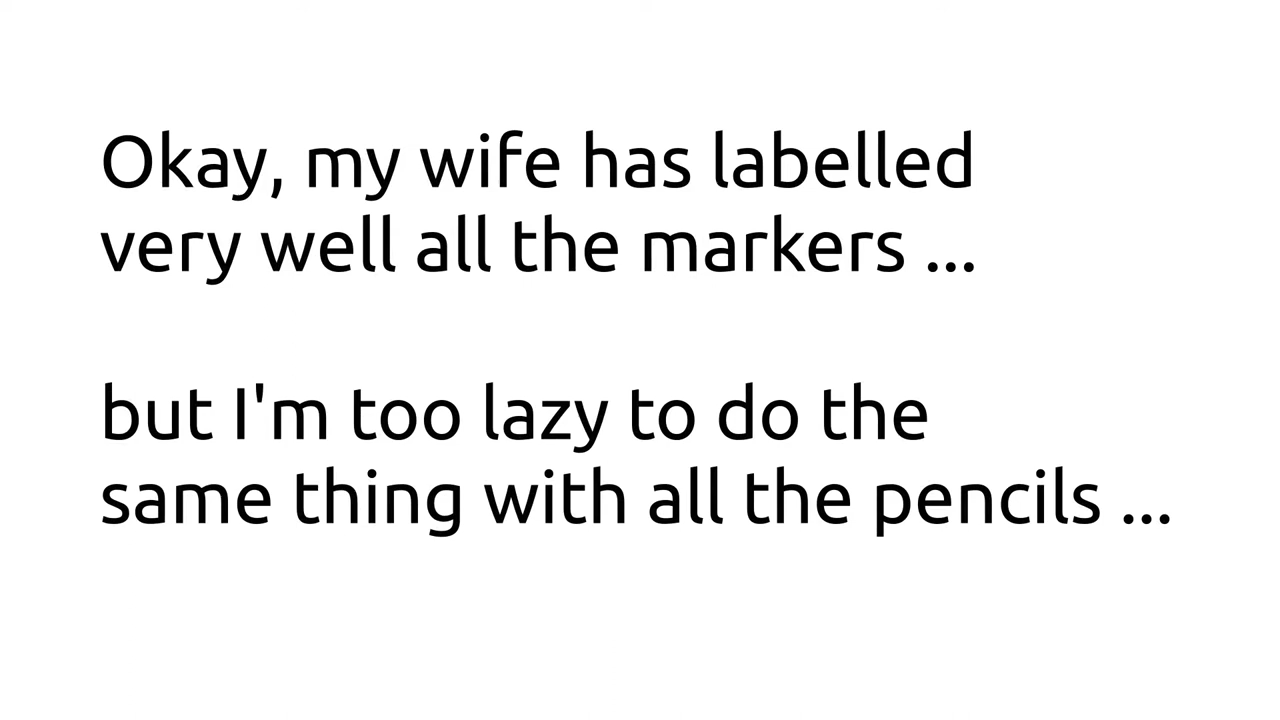 Okay, my wife has labelled
very well all the markers ...
but I'm too lazy to do the
same thing with all the pencils ...